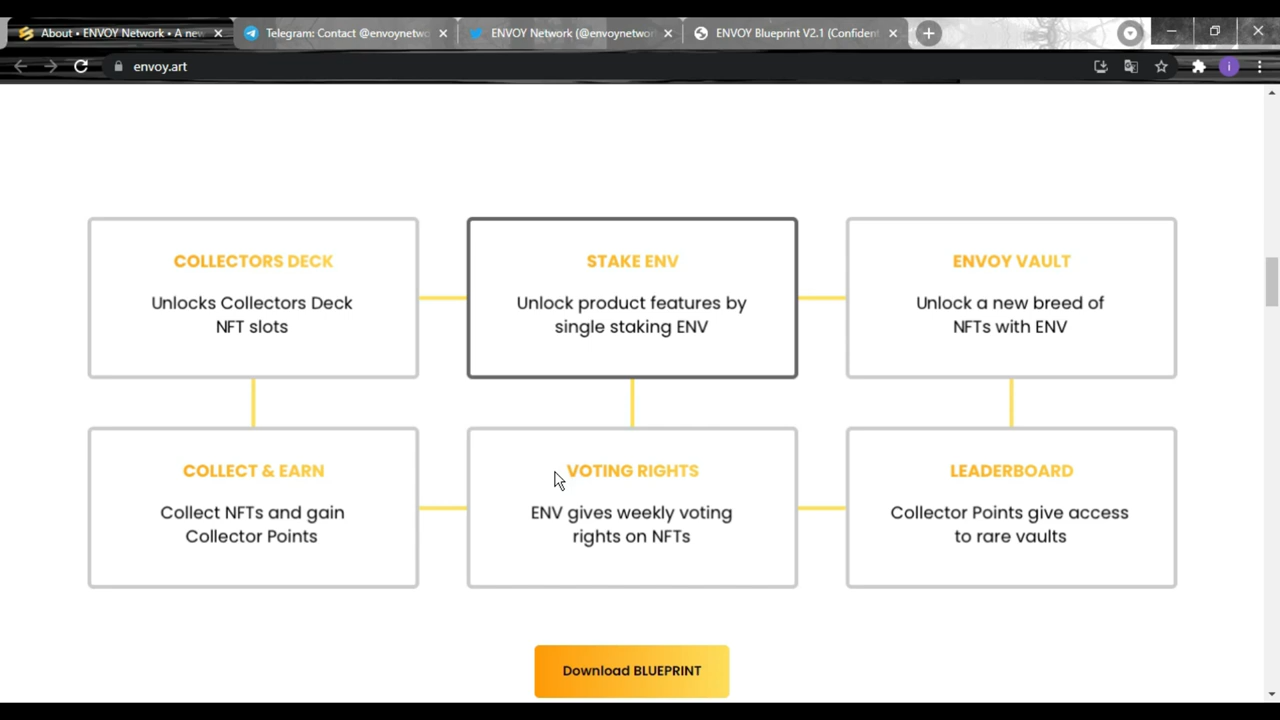 About • ENVOY Network • A new
Telegram: Contact @envoynetwo
ENVOY Network (@envoynetwor
ENVOY Blueprint V2.1 (Confident
envoy.art
i
COLLECTORS DECK
Unlocks Collectors Deck
NFT slots
STAKE ENV
Unlock product features by
single staking ENV
ENVOY VAULT
Unlock a new breed of
NFTs with ENV
COLLECT & EARN
Collect NFTs and gain
Collector Points
VOTING RIGHTS
ENV gives weekly voting
rights on NFTs
LEADERBOARD
Collector Points give access
to rare vaults
Download BLUEPRINT